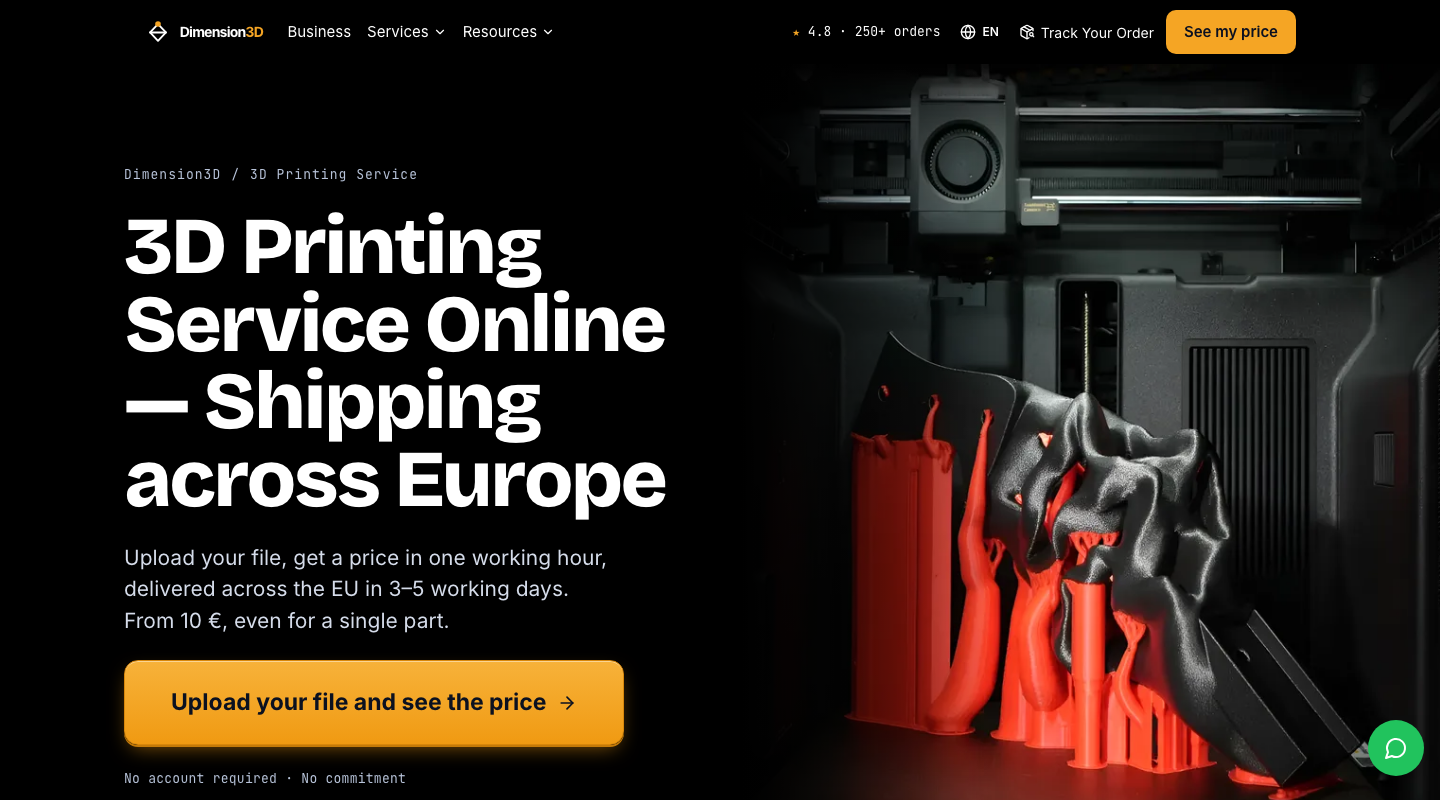 Dimension3D
Business
Services
Resources
★ 4.8 · 250+ orders
EN
Track Your Order
See my price
Dimension3D / 3D Printing Service
3D Printing
Service Online
— Shipping
across Europe
Upload your file, get a price in one working hour,
delivered across the EU in 3–5 working days.
From 10 €, even for a single part.
Upload your file and see the price →
No account required · No commitment